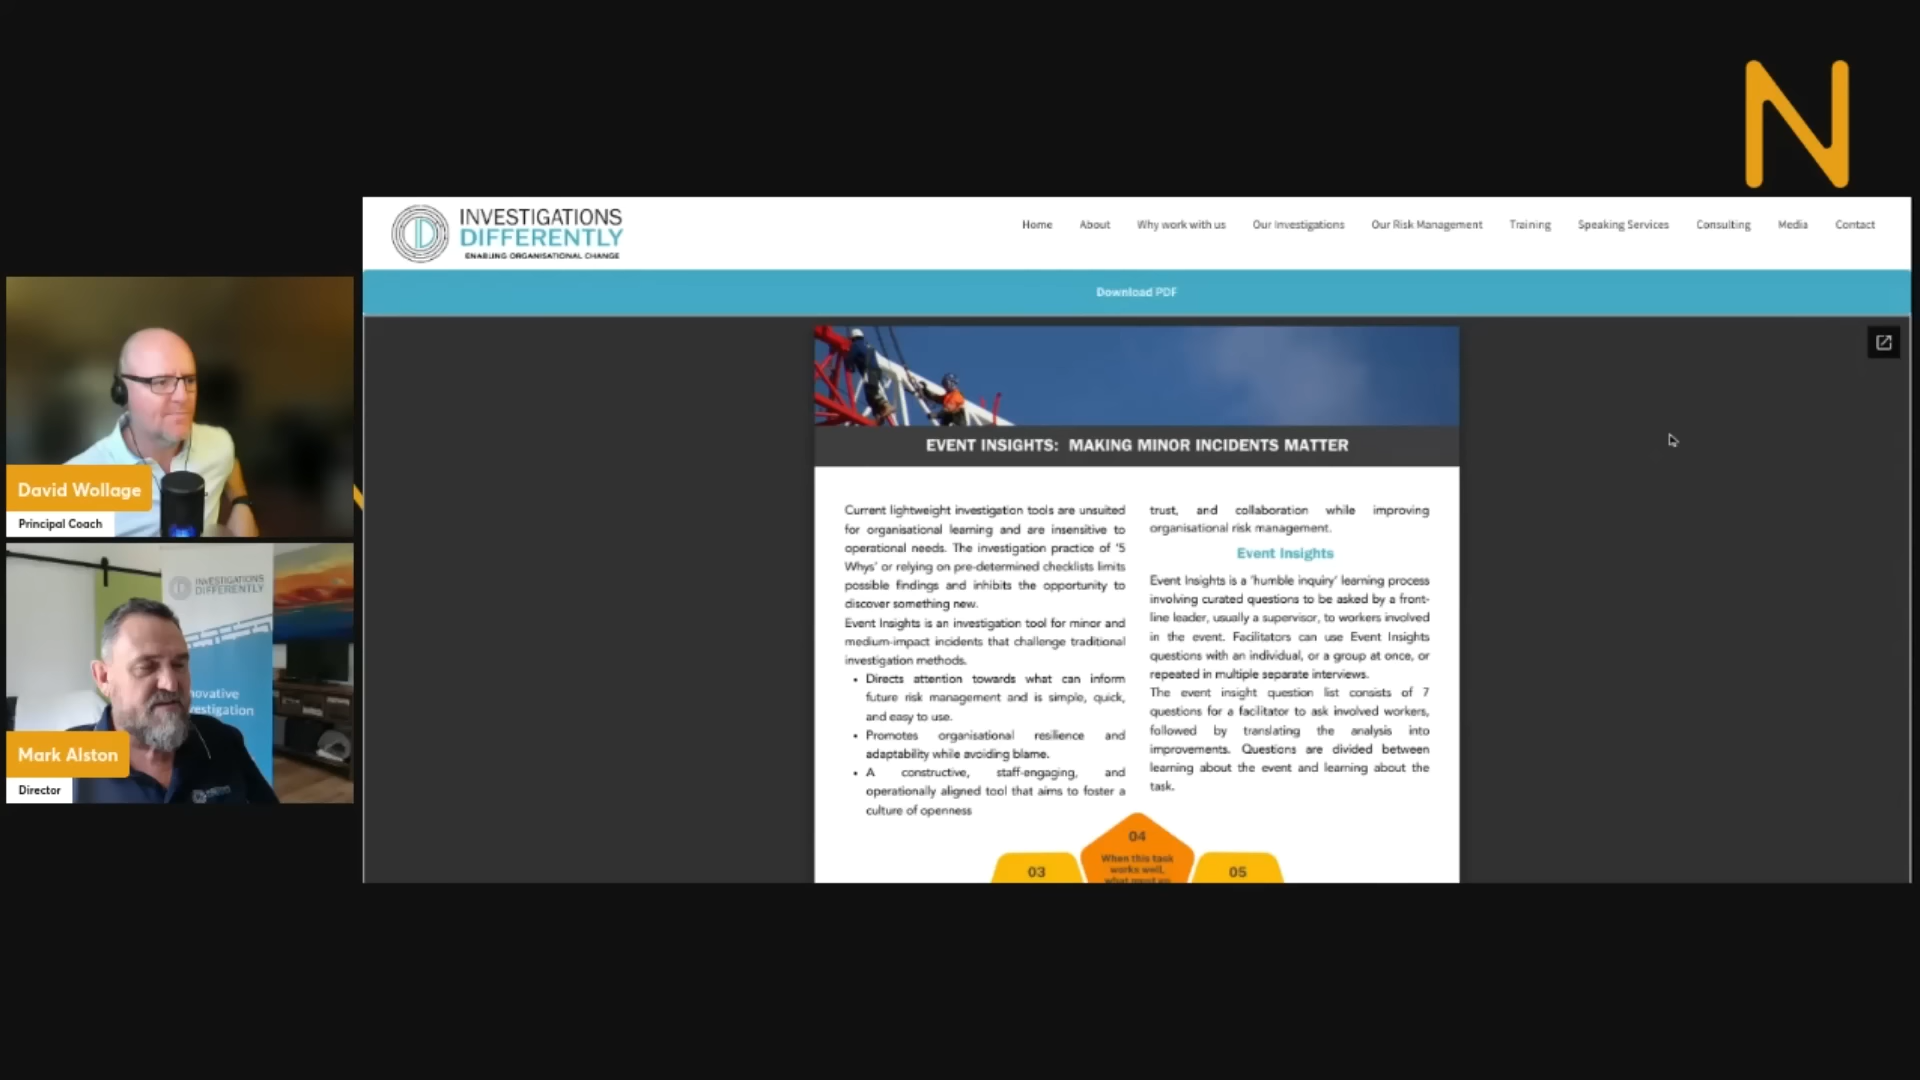 N
INVESTIGATIONS
DIFFERENTLY
ENABLING ORGANISATIONAL CHANGE
Home About Why work with us Our Investigations Our Risk Management Training Speaking Services Consulting Media Contact
Download PDF
David Wollage
Principal Coach
INVESTIGATIONS
DIFFERENTLY
novative
vestigation
Mark Alston
Director
EVENT INSIGHTS: MAKING MINOR INCIDENTS MATTER
Current lightweight investigation tools are unsuited
for organisational learning and are insensitive to
operational needs. The investigation practice of '5
Whys' or relying on pre-determined checklists limits
possible findings and inhibits the opportunity to
discover something new.
Event Insights is an investigation tool for minor and
medium-impact incidents that challenge traditional
investigation methods.
• Directs attention towards what can inform
future risk management and is simple, quick,
and easy to use.
• Promotes organisational resilience and
adaptability while avoiding blame.
• A constructive, staff-engaging, and
operationally aligned tool that aims to foster a
culture of openness
trust, and collaboration while improving
organisational risk management.
Event Insights
Event Insights is a 'humble inquiry' learning process
involving curated questions to be asked by a front-
line leader, usually a supervisor, to workers involved
in the event. Facilitators can use Event Insights
questions with an individual, or a group at once, or
repeated in multiple separate interviews.
The event insight question list consists of 7
questions for a facilitator to ask involved workers,
followed by translating the analysis into
improvements. Questions are divided between
learning about the event and learning about the
task.
03
04
When this task
works well,
05